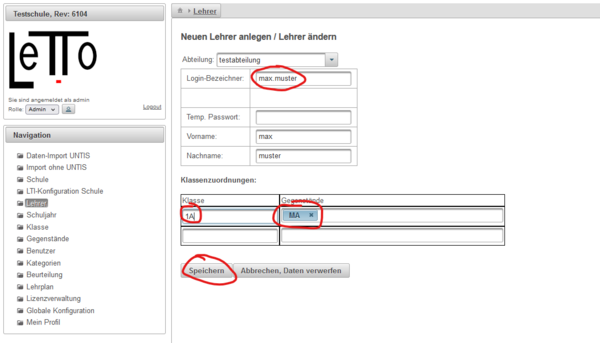 Testschule, Rev: 6104
LeTTo
Sie sind angemeldet als admin
Rolle: Admin
Logout
Navigation
Daten-Import UNTIS
Import ohne UNTIS
Schule
LTI-Konfiguration Schule
Lehrer
Schuljahr
Klasse
Gegenstände
Benutzer
Kategorien
Beurteilung
Lehrplan
Lizenzverwaltung
Globale Konfiguration
Mein Profil
Lehrer
Neuen Lehrer anlegen / Lehrer ändern
Abteilung: testabteilung
Login-Bezeichner: max.muster
Temp. Passwort:
Vorname: max
Nachname: muster
Klassenzuordnungen:
Klasse Gegenstände
1A MA
Speichern Abbrechen, Daten verwerfen